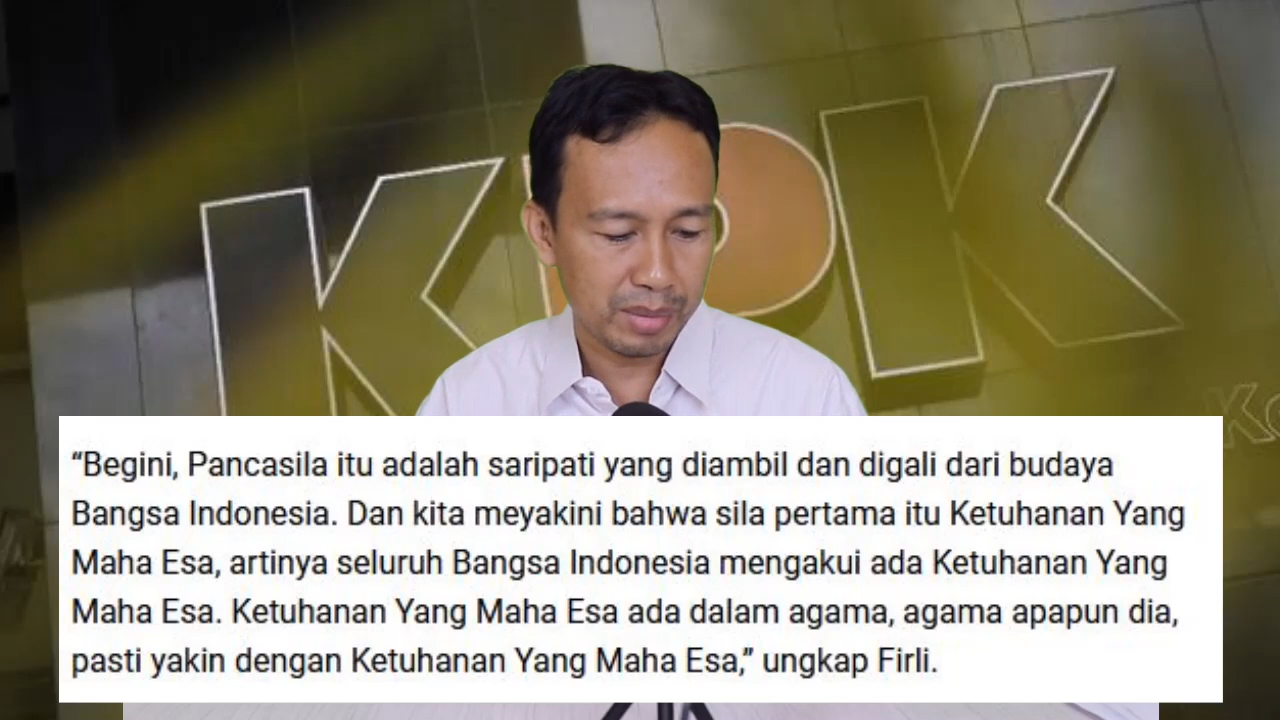 KPK
“Begini, Pancasila itu adalah saripati yang diambil dan digali dari budaya
Bangsa Indonesia. Dan kita meyakini bahwa sila pertama itu Ketuhanan Yang
Maha Esa, artinya seluruh Bangsa Indonesia mengakui ada Ketuhanan Yang
Maha Esa. Ketuhanan Yang Maha Esa ada dalam agama, agama apapun dia,
pasti yakin dengan Ketuhanan Yang Maha Esa,” ungkap Firli.